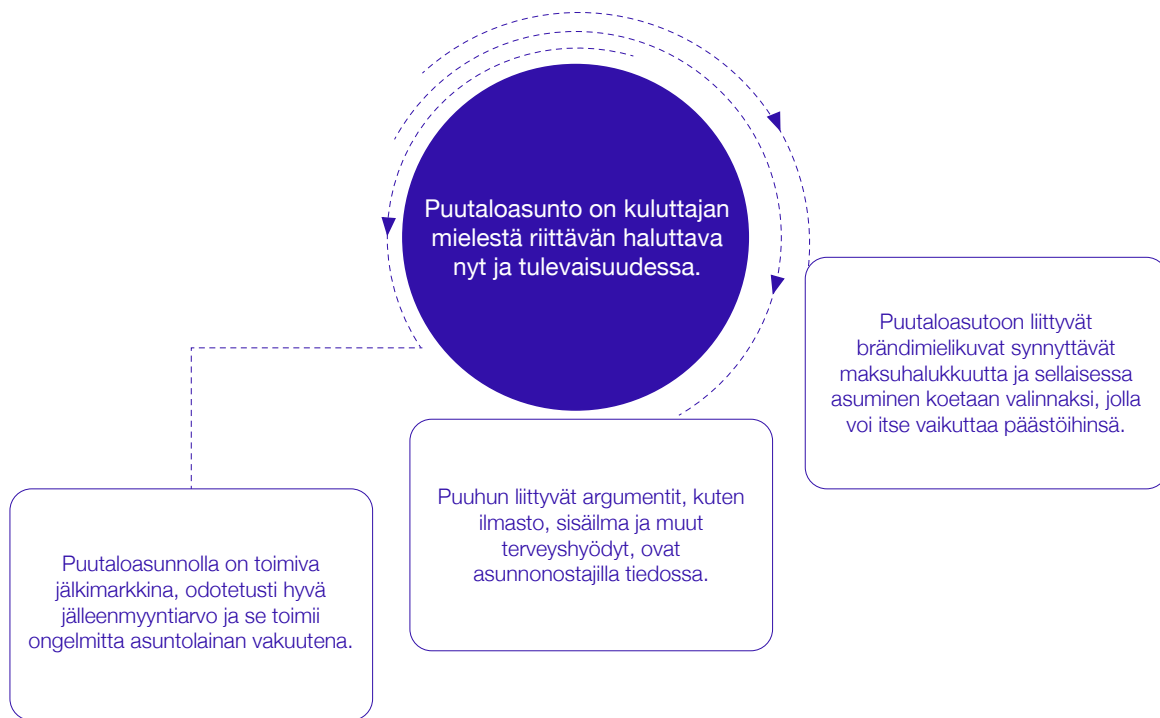 Puutaloasunto on kuluttajan
mielestä riittävän haluttava
nyt ja tulevaisuudessa.
Puutaloasutoon liittyvät
brändimielikuvat synnyttävät
maksuhalukkuutta ja sellaisessa
asuminen koetaan valinnaksi, jolla
voi itse vaikuttaa päästöihinsä.
Puuhun liittyvät argumentit, kuten
ilmasto, sisäilma ja muut
terveyshyödyt, ovat
asunnonostajilla tiedossa.
Puutaloasunnolla on toimiva
jälkimarkkina, odotetusti hyvä
jälleenmyyntiarvo ja se toimii
ongelmitta asuntolainan vakuutena.